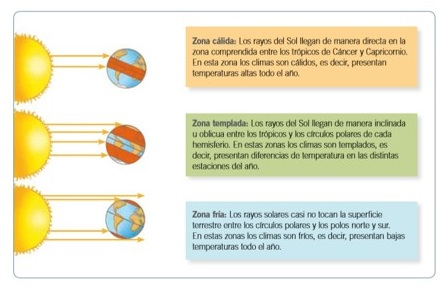 Zona cálida: Los rayos del Sol llegan de manera directa en la
zona comprendida entre los trópicos de Cáncer y Capricornio.
En esta zona los climas son cálidos, es decir, presentan
temperaturas altas todo el año.
Zona templada: Los rayos del Sol llegan de manera inclinada
u oblicua entre los trópicos y los círculos polares de cada
hemisferio. En estas zonas los climas son templados, es
decir, presentan diferencias de temperatura en las distintas
estaciones del año.
Zona fría: Los rayos solares casi no tocan la superficie
terrestre entre los círculos polares y los polos norte y sur.
En estas zonas los climas son fríos, es decir, presentan bajas
temperaturas todo el año.